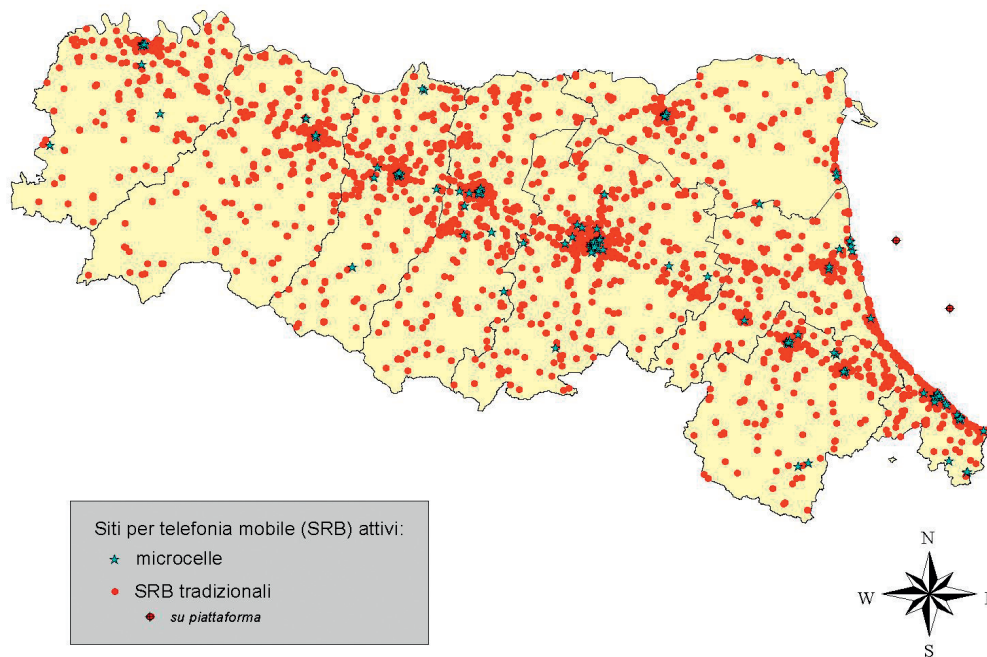 Siti per telefonia mobile (SRB) attivi:
microcelle
SRB tradizionali
su piattaforma
N
W
S